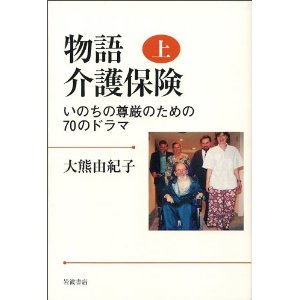 物語 上
介護保険
いのちの尊厳のための
70のドラマ
大熊由紀子
岩波書店